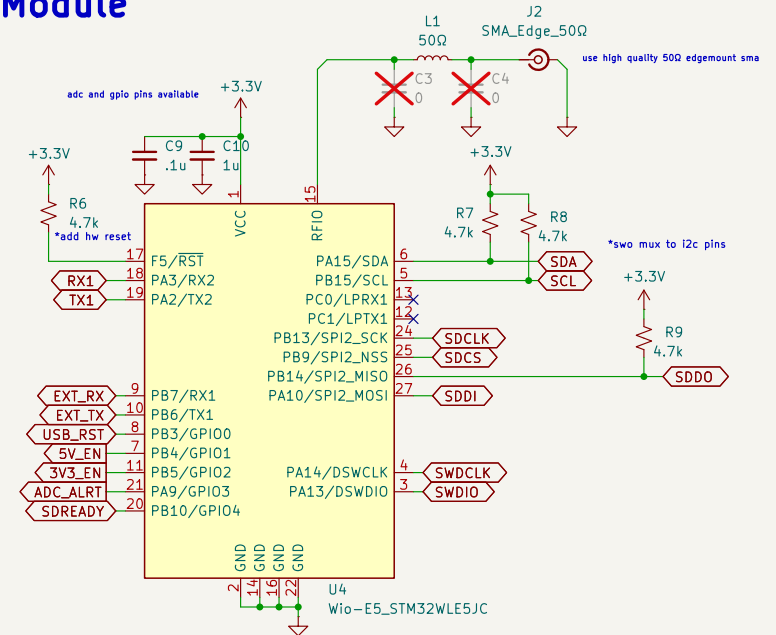 Module
L1
50Ω
J2
SMA_Edge_50Ω
use high quality 50Ω edgemount sma
C3
0
C4
0
adc and gpio pins available
+3.3V
C9
.1u
C10
1u
+3.3V
R6
4.7k
*add hw reset
+3.3V
R7
4.7k
R8
4.7k
*swo mux to i2c pins
+3.3V
R9
4.7k
1
VCC
15
RFIO
17 F5/RST
RX1 18 PA3/RX2
TX1 19 PA2/TX2
EXT_RX 9 PB7/RX1
EXT_TX 10 PB6/TX1
USB_RST 8 PB3/GPIO0
5V_EN 7 PB4/GPIO1
3V3_EN 11 PB5/GPIO2
ADC_ALRT 21 PA9/GPIO3
SDREADY 20 PB10/GPIO4
PA15/SDA 6 SDA
PB15/SCL 5 SCL
PC0/LPRX1 13
PC1/LPTX1 12
PB13/SPI2_SCK 24 SDCLK
PB9/SPI2_NSS 25 SDCS
PB14/SPI2_MISO 26 SDDO
PA10/SPI2_MOSI 27 SDDI
PA14/DSWCLK 4 SWDCLK
PA13/DSWDIO 3 SWDIO
GND GND GND GND
2 14 16 22
U4
Wio-E5_STM32WLE5JC